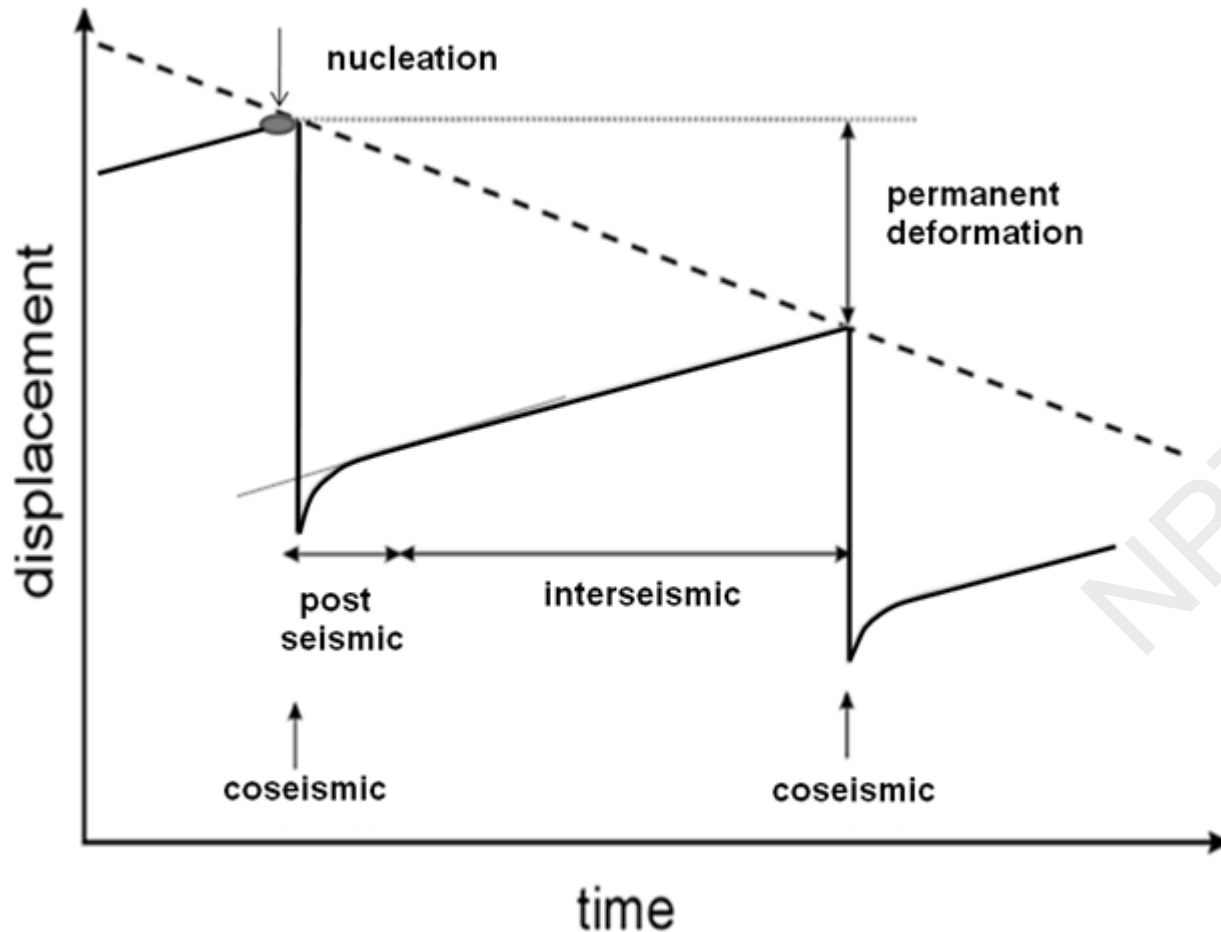 nucleation
permanent
deformation
displacement
post
seismic
interseismic
coseismic
coseismic
time